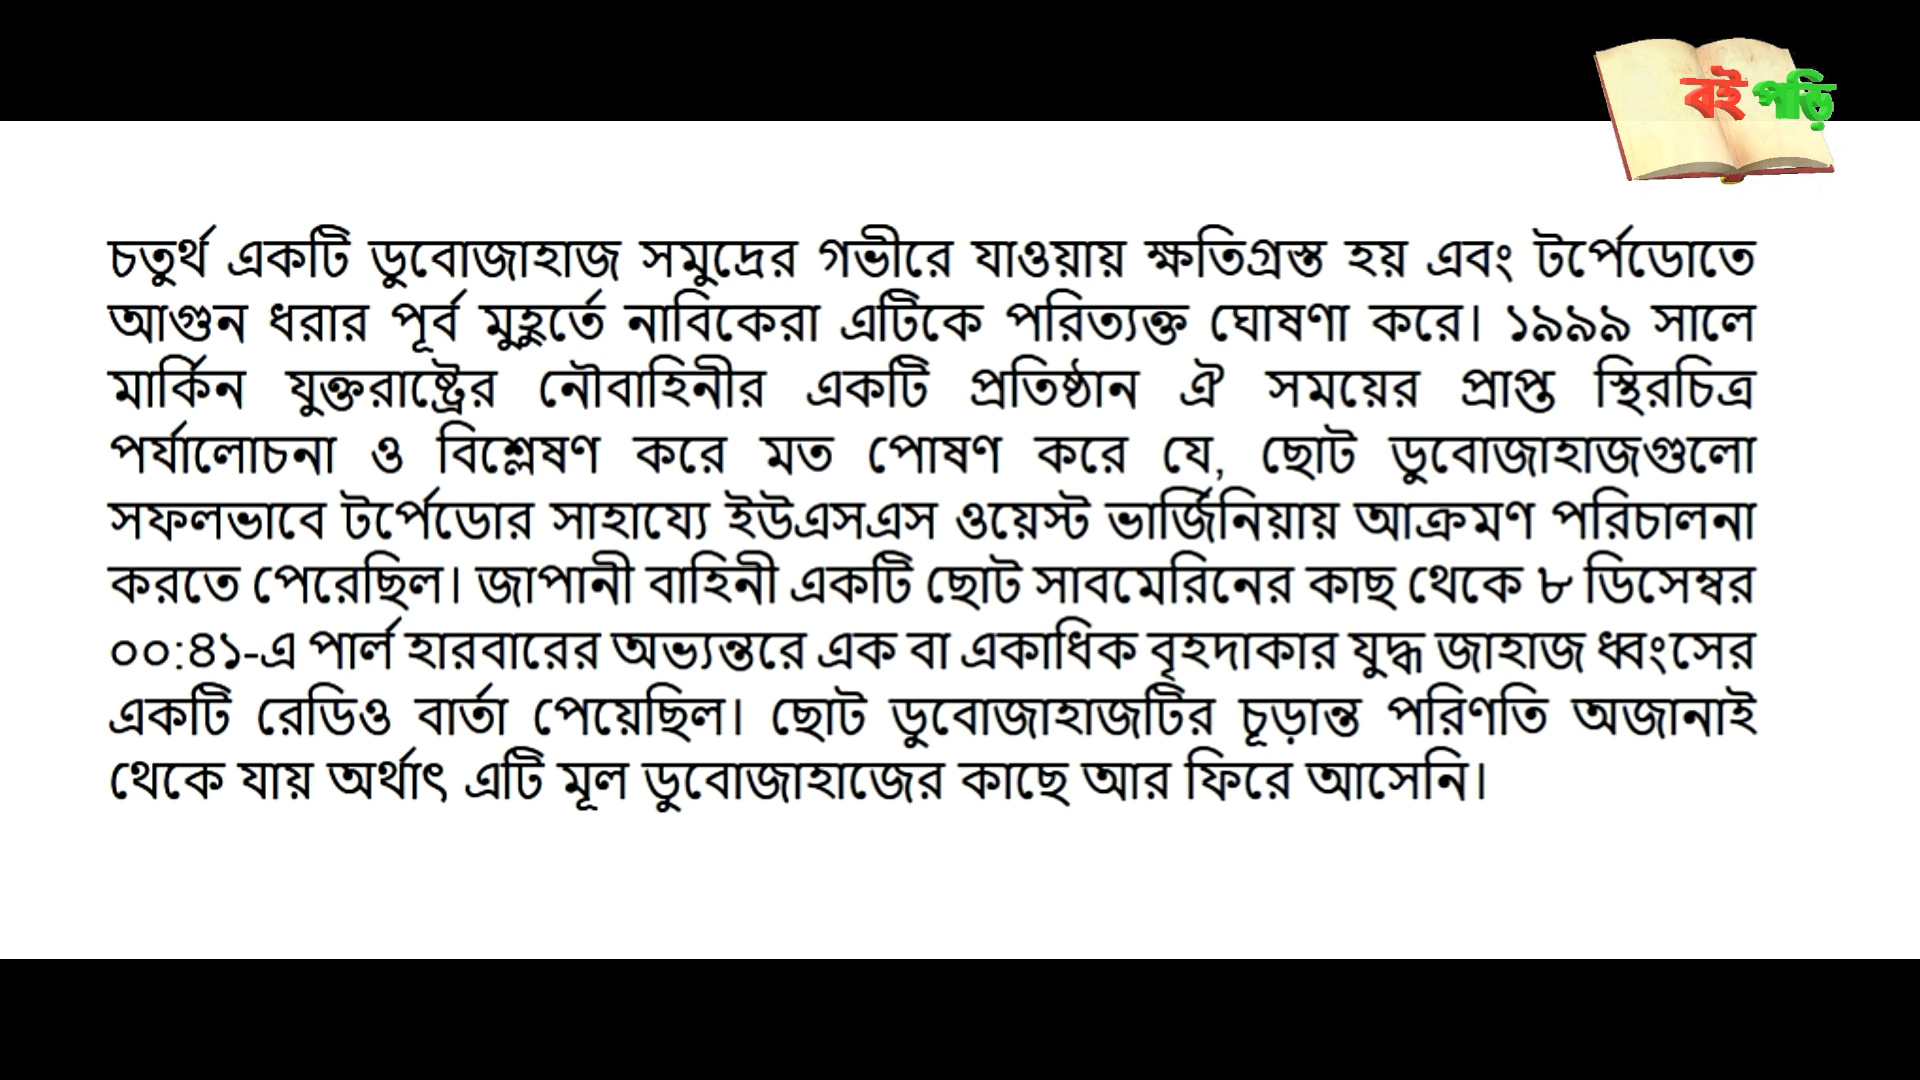 বই পড়ি
চতুর্থ একটি ডুবোজাহাজ সমুদ্রের গভীরে যাওয়ায় ক্ষতিগ্রস্ত হয় এবং টর্পেডোতে
আগুন ধরার পূর্ব মুহুর্তে নাবিকেরা এটিকে পরিত্যক্ত ঘোষণা করে। ১৯৯৯ সালে
মার্কিন যুক্তরাষ্ট্রের নৌবাহিনীর একটি প্রতিষ্ঠান ঐ সময়ের প্রাপ্ত স্থিরচিত্র
পর্যালোচনা ও বিশ্লেষণ করে মত পোষণ করে যে, ছোট ডুবোজাহাজগুলো
সফলভাবে টর্পেডোর সাহায্যে ইউএসএস ওয়েস্ট ভার্জিনিয়ায় আক্রমণ পরিচালনা
করতে পেরেছিল। জাপানী বাহিনী একটি ছোট সাবমেরিনের কাছ থেকে ৮ ডিসেম্বর
০০:৪১-এ পার্ল হারবারের অভ্যন্তরে এক বা একাধিক বৃহদাকার যুদ্ধ জাহাজ ধ্বংসের
একটি রেডিও বার্তা পেয়েছিল। ছোট ডুবোজাহাজটির চূড়ান্ত পরিণতি অজানাই
থেকে যায় অর্থাৎ এটি মূল ডুবোজাহাজের কাছে আর ফিরে আসেনি।